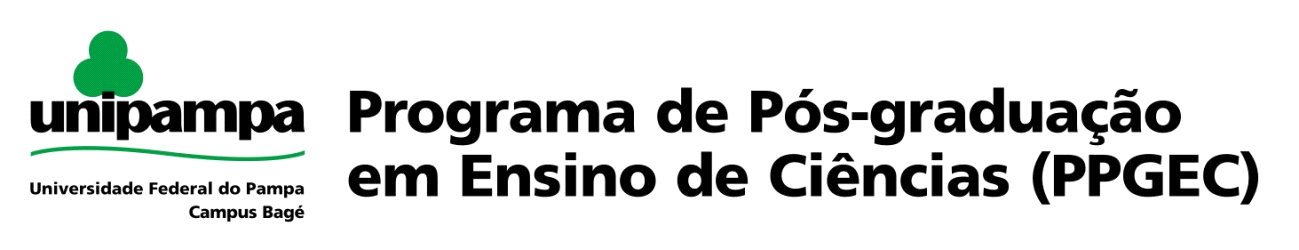 unipampa
Universidade Federal do Pampa
Campus Bagé
Programa de Pós-graduação
em Ensino de Ciências (PPGEC)